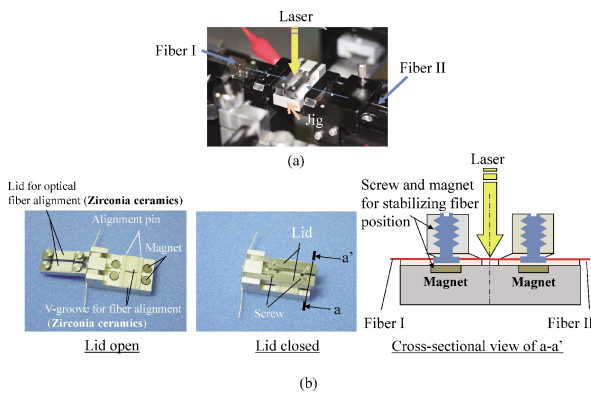 Laser
Fiber I
Fiber II
Jig
(a)
Lid for optical
fiber alignment (Zirconia ceramics)
Alignment pin
Magnet
V-groove for fiber alignment
(Zirconia ceramics)
Lid open
Lid
a'
a
Screw
Lid closed
Laser
Screw and magnet
for stabilizing fiber
position
Magnet
Magnet
Fiber I
Fiber II
Cross-sectional view of a-a'
(b)